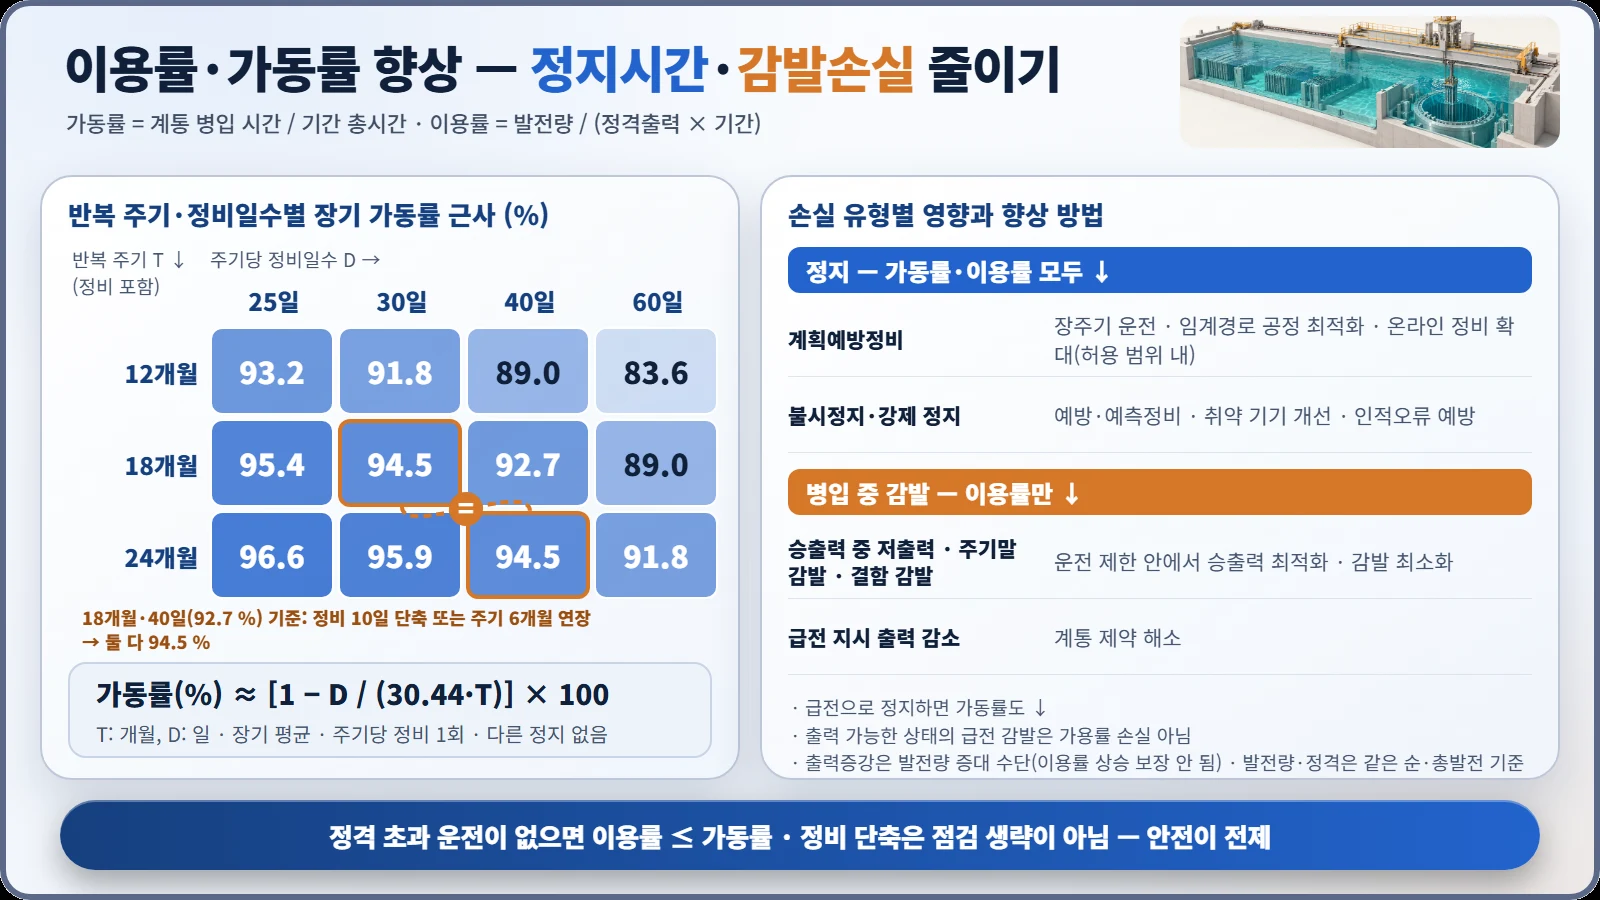 이용률·가동률 향상 — 정지시간·감발손실 줄이기
가동률 = 계통 병입 시간 / 기간 총시간 · 이용률 = 발전량 / (정격출력 × 기간)
반복 주기·정비일수별 장기 가동률 근사 (%)
반복 주기 T ↓ 주기당 정비일수 D →
(정비 포함)
25일 30일 40일 60일
12개월 93.2 91.8 89.0 83.6
18개월 95.4 94.5 92.7 89.0
=
24개월 96.6 95.9 94.5 91.8
18개월·40일(92.7 %) 기준: 정비 10일 단축 또는 주기 6개월 연장
→ 둘 다 94.5 %
가동률(%) ≈ [1 − D / (30.44·T)] × 100
T: 개월, D: 일 · 장기 평균 · 주기당 정비 1회 · 다른 정지 없음
손실 유형별 영향과 향상 방법
정지 — 가동률·이용률 모두 ↓
계획예방정비
장주기 운전 · 임계경로 공정 최적화 · 온라인 정비 확
대(허용 범위 내)
불시정지·강제 정지
예방·예측정비 · 취약 기기 개선 · 인적오류 예방
병입 중 감발 — 이용률만 ↓
승출력 중 저출력 · 주기말
감발 · 결함 감발
운전 제한 안에서 승출력 최적화 · 감발 최소화
급전 지시 출력 감소
계통 제약 해소
· 급전으로 정지하면 가동률도 ↓
· 출력 가능한 상태의 급전 감발은 가용률 손실 아님
· 출력증강은 발전량 증대 수단(이용률 상승 보장 안 됨) · 발전량·정격은 같은 순·총발전 기준
정격 초과 운전이 없으면 이용률 ≤ 가동률 · 정비 단축은 점검 생략이 아님 — 안전이 전제